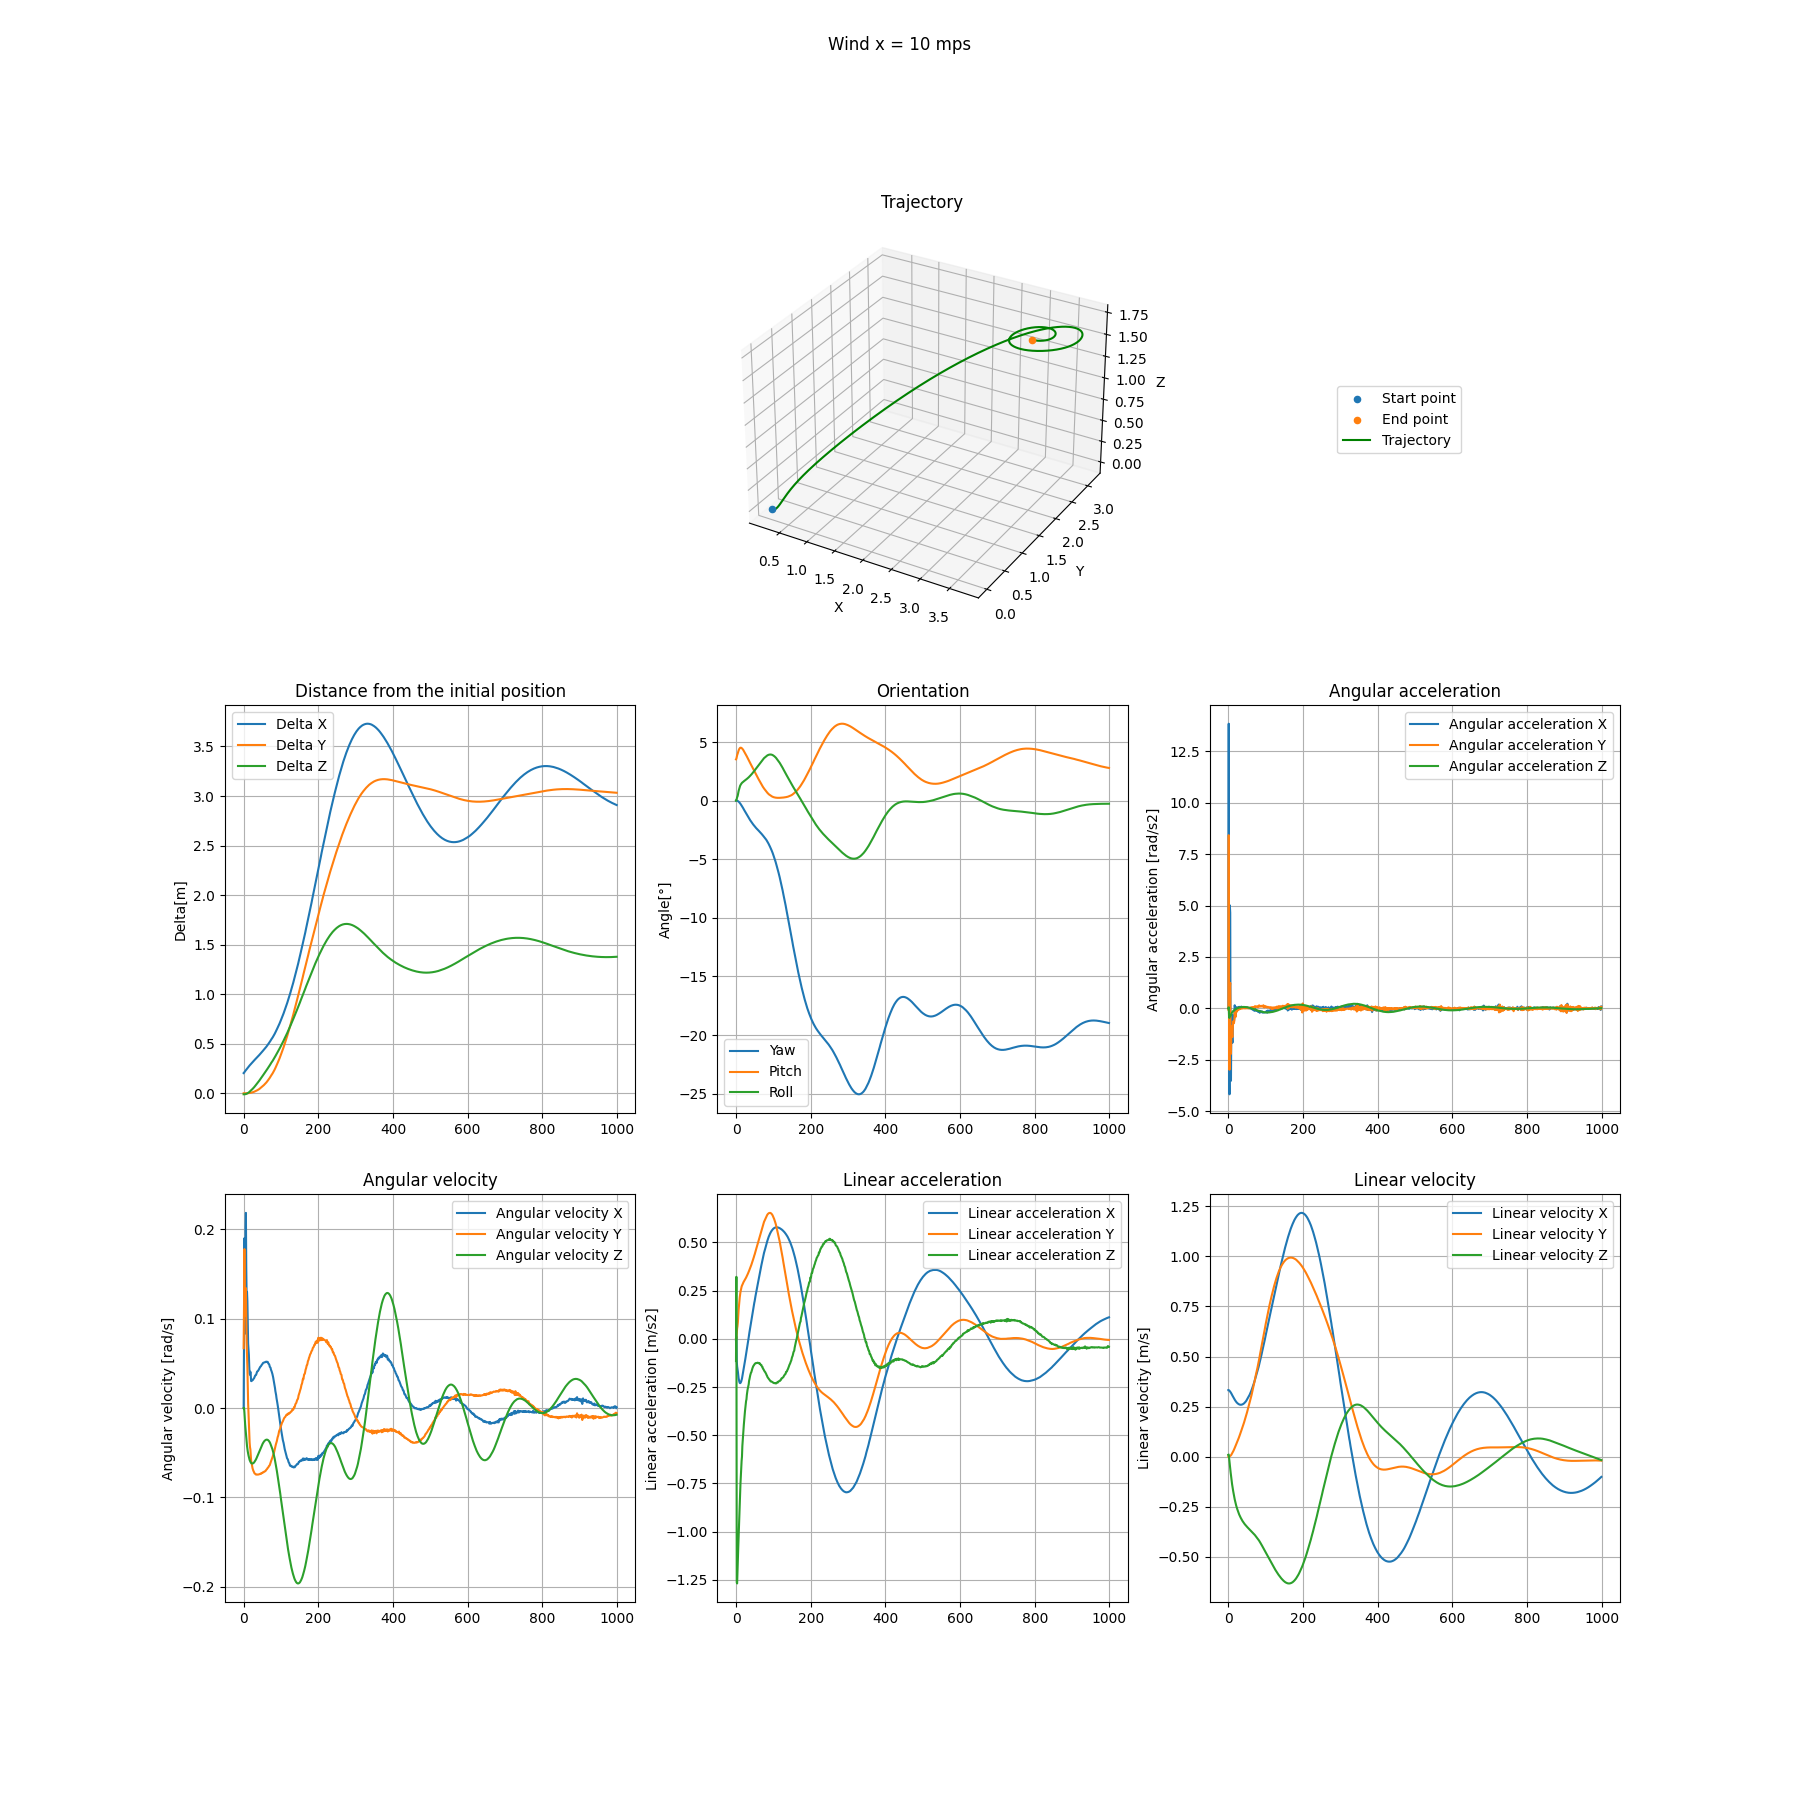 Wind x = 10 mps
Trajectory
1.75
1.50
1.25
1.00
0.75
0.50
0.25
0.00
Z
3.0
2.5
2.0
1.5
1.0
0.5
0.0
Y
0.5
1.0
1.5
2.0
2.5
3.0
3.5
X
Start point
End point
Trajectory
Distance from the initial position
Delta[m]
3.5
3.0
2.5
2.0
1.5
1.0
0.5
0.0
Delta X
Delta Y
Delta Z
0 200 400 600 800 1000
Orientation
Angle[°]
5
0
−5
−10
−15
−20
−25
Yaw
Pitch
Roll
0 200 400 600 800 1000
Angular acceleration
Angular acceleration [rad/s2]
12.5
10.0
7.5
5.0
2.5
0.0
−2.5
−5.0
Angular acceleration X
Angular acceleration Y
Angular acceleration Z
0 200 400 600 800 1000
Angular velocity
Angular velocity [rad/s]
0.2
0.1
0.0
−0.1
−0.2
Angular velocity X
Angular velocity Y
Angular velocity Z
0 200 400 600 800 1000
Linear acceleration
Linear acceleration [m/s2]
0.50
0.25
0.00
−0.25
−0.50
−0.75
−1.00
−1.25
Linear acceleration X
Linear acceleration Y
Linear acceleration Z
0 200 400 600 800 1000
Linear velocity
Linear velocity [m/s]
1.25
1.00
0.75
0.50
0.25
0.00
−0.25
−0.50
Linear velocity X
Linear velocity Y
Linear velocity Z
0 200 400 600 800 1000